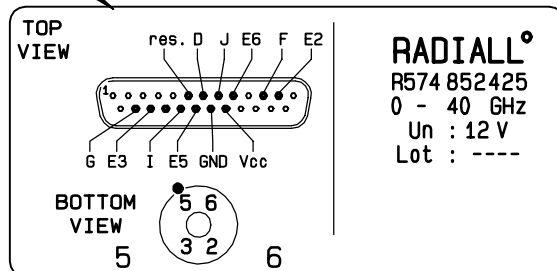 TOP
VIEW
res. D J E6 F E2
1
G E3 I E5 GND Vcc
BOTTOM
VIEW
5 6
3 2
5 6
RADIALL°
R574 852425
0 - 40 GHz
Un : 12 V
Lot : ----